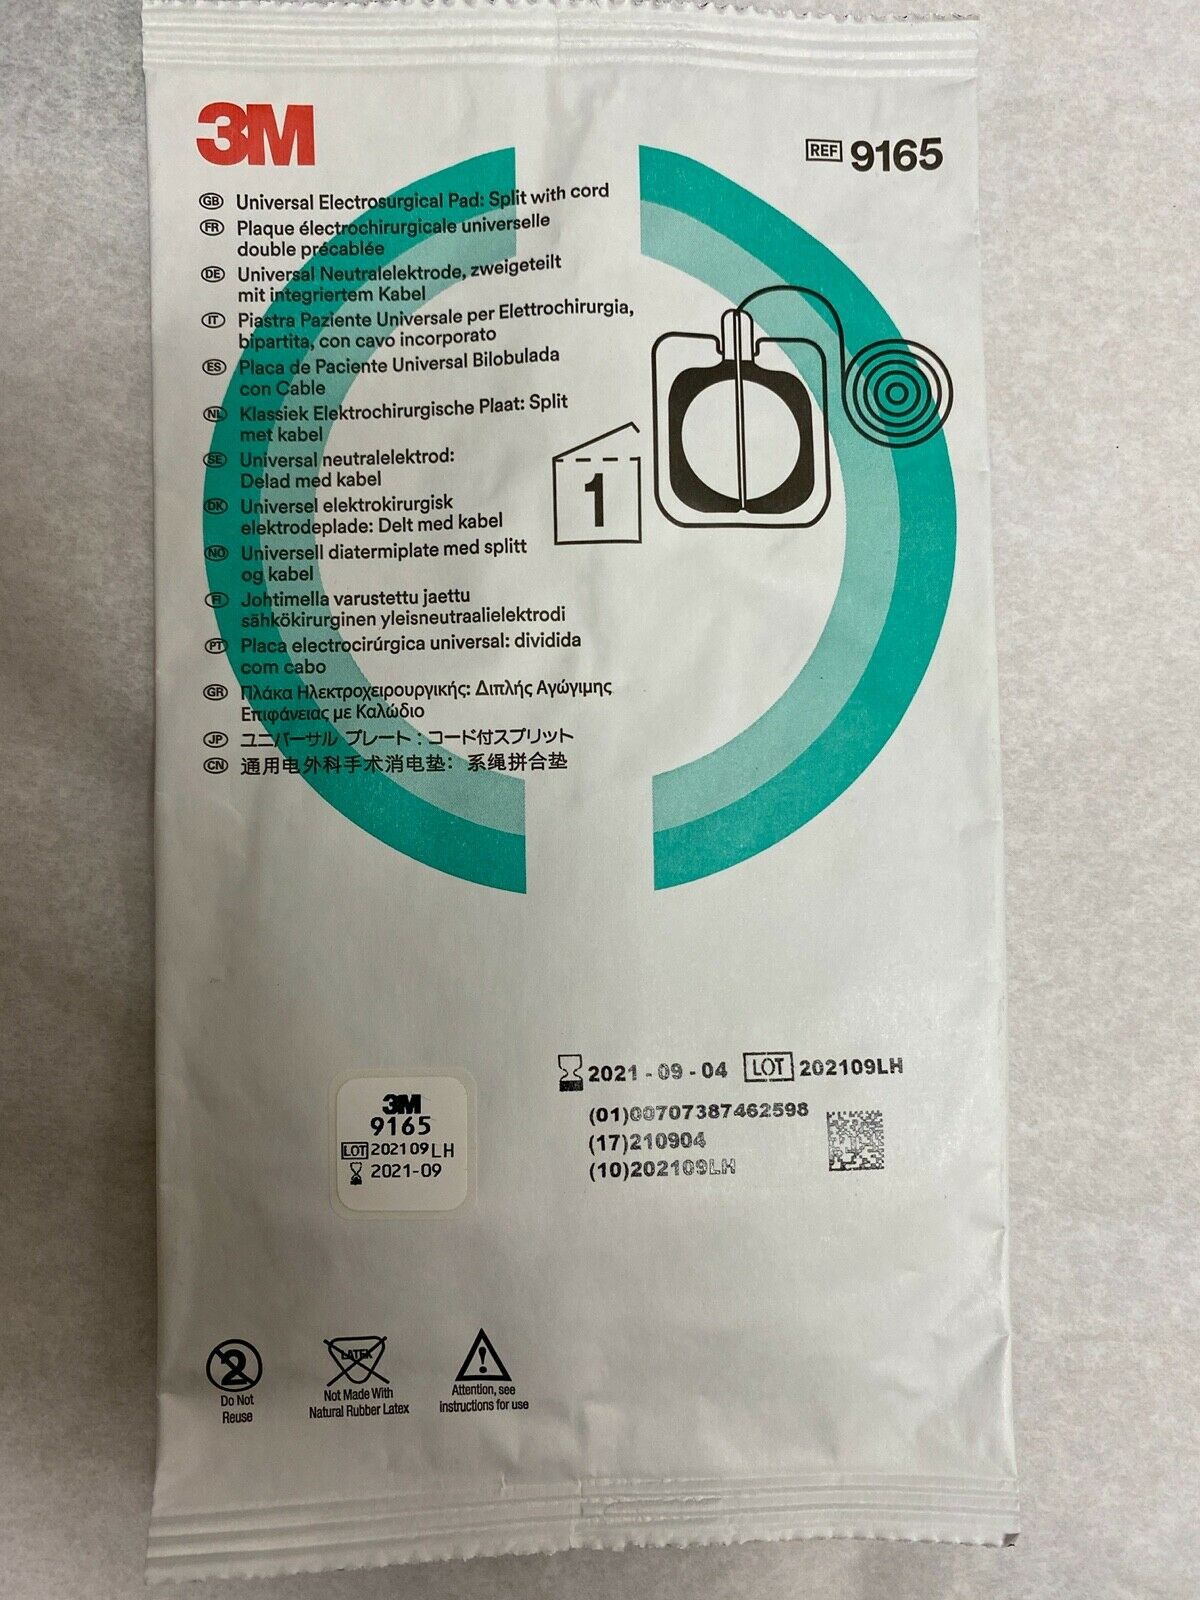 3M
REF 9165
GB Universal Electrosurgical Pad: Split with cord
FR Plaque électrochirurgicale universelle
double précablée
DE Universal Neutralelektrode, zweigeteilt
mit integriertem Kabel
IT Piastra Paziente Universale per Elettrochirurgia,
bipartita, con cavo incorporato
ES Placa de Paciente Universal Bilobulada
con Cable
NL Klassiek Elektrochirurgische Plaat: Split
met kabel
SE Universal neutralelektrod:
Delad med kabel
DK Universel elektrokirurgisk
elektrodeplade: Delt med kabel
NO Universell diatermiplate med splitt
og kabel
FI Johtimella varustettu jaettu
sähkökirurginen yleisneutraalielektrodi
PT Placa electrocirúrgica universal: dividida
com cabo
GR Πλάκα Ηλεκτροχειρουργικής: Διπλής Αγώγιμης
Επιφάνειας με Καλώδιο
JP ユニバーサル プレート：コード付スプリット
CN 通用电外科手术消电垫：系绳拼合垫
1
2021-09-04 LOT 202109LH
(01)00707387462598
(17)210904
(10)202109LH
3M
9165
LOT 202109LH
2021-09
2
Do Not
Reuse
LATEX
Not Made With
Natural Rubber Latex
Attention, see
instructions for use